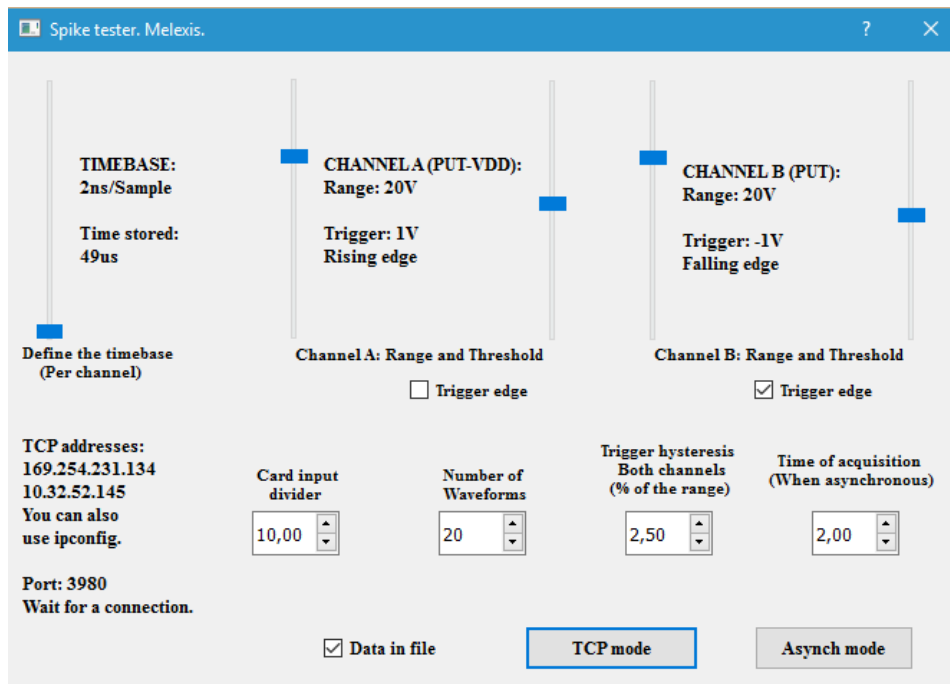 Spike tester. Melexis.
TIMEBASE:
2ns/Sample
Time stored:
49us
CHANNEL A (PUT-VDD):
Range: 20V
Trigger: 1V
Rising edge
CHANNEL B (PUT):
Range: 20V
Trigger: -1V
Falling edge
Define the timebase
(Per channel)
Channel A: Range and Threshold
Trigger edge
Channel B: Range and Threshold
Trigger edge
TCP addresses:
169.254.231.134
10.32.52.145
You can also
use ipconfig.
Port: 3980
Wait for a connection.
Card input
divider
10,00
Number of
Waveforms
20
Trigger hysteresis
Both channels
(% of the range)
2,50
Time of acquisition
(When asynchronous)
2,00
Data in file
TCP mode
Asynch mode